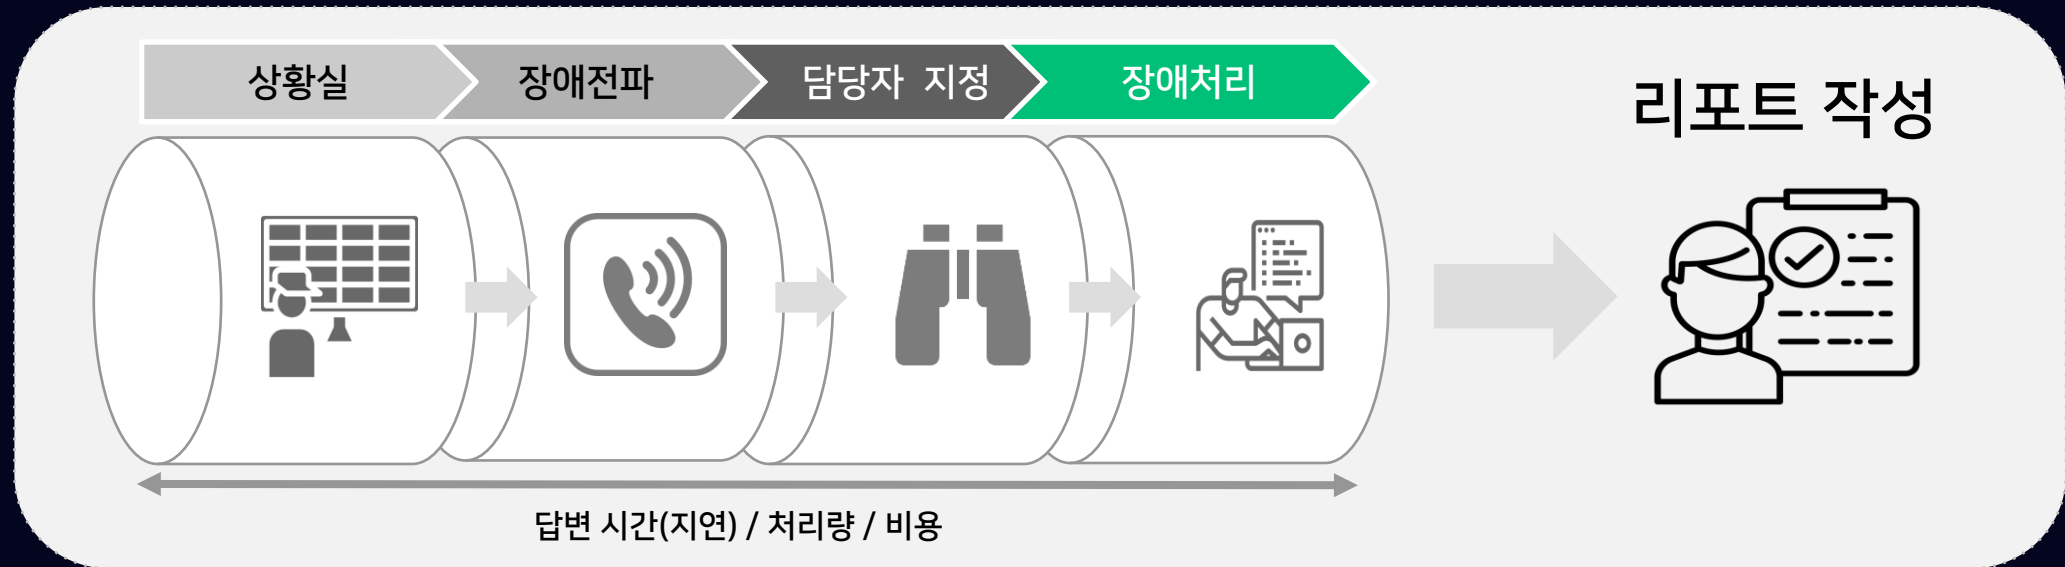 상황실
장애전파
담당자 지정
장애처리
리포트 작성
답변 시간(지연) / 처리량 / 비용